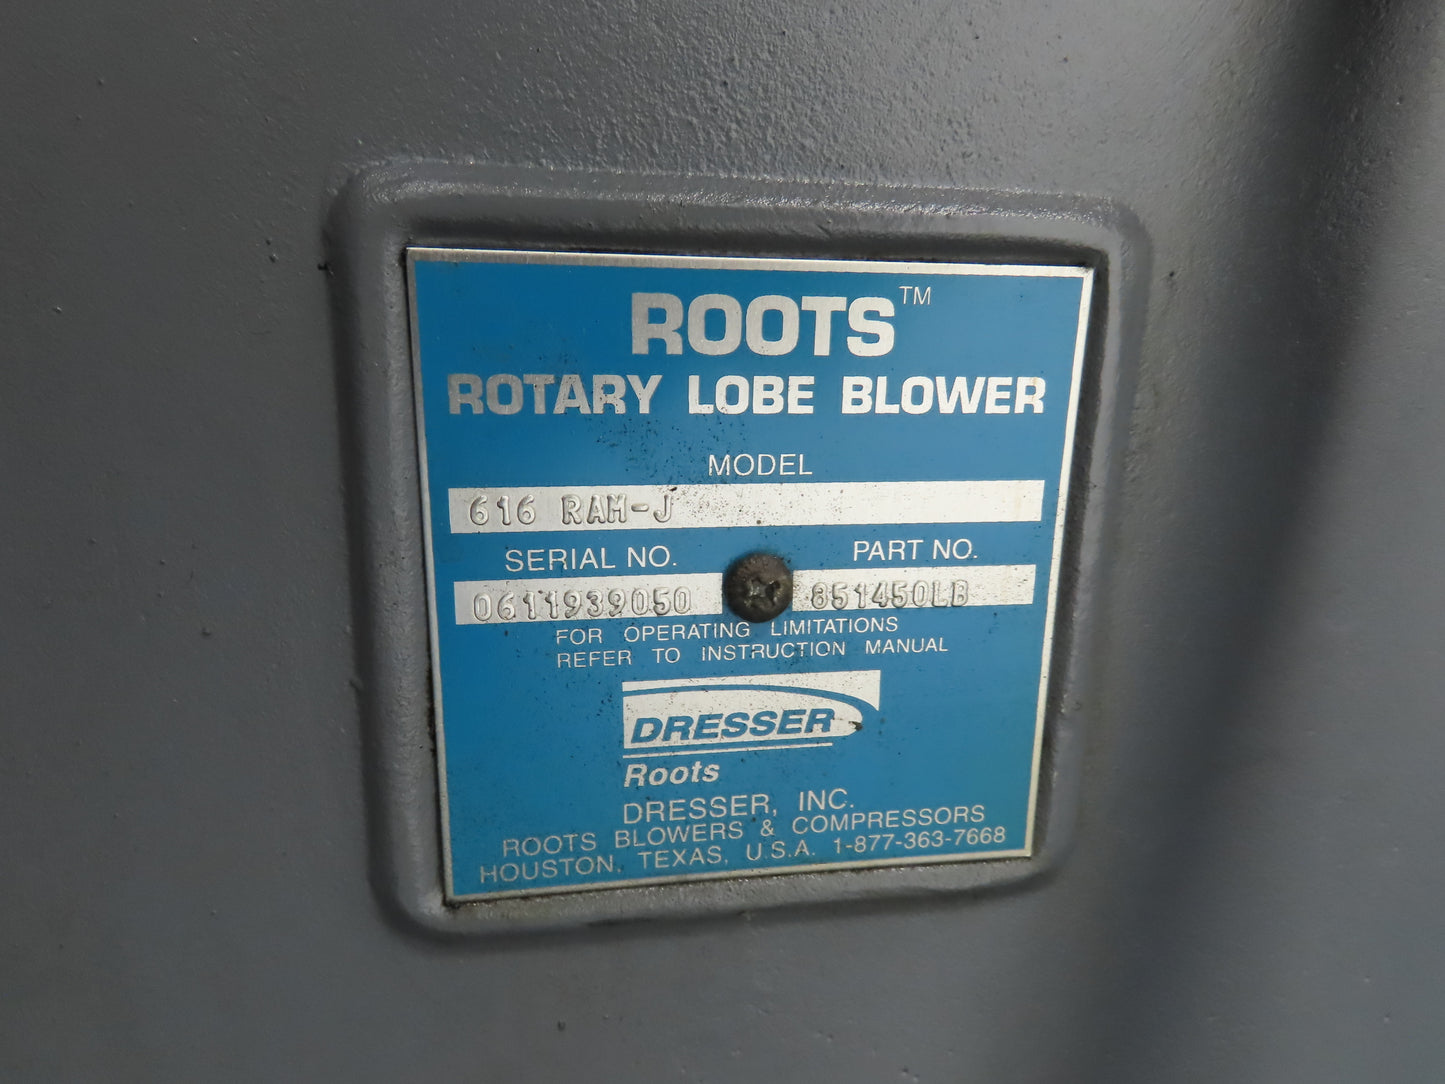 ROOTS™
ROTARY LOBE BLOWER
MODEL
616 RAM-J
SERIAL NO. PART NO.
0611939050 851450LB
FOR OPERATING LIMITATIONS
REFER TO INSTRUCTION MANUAL
DRESSER
Roots
DRESSER, INC.
ROOTS BLOWERS & COMPRESSORS
HOUSTON, TEXAS, U.S.A. 1-877-363-7668